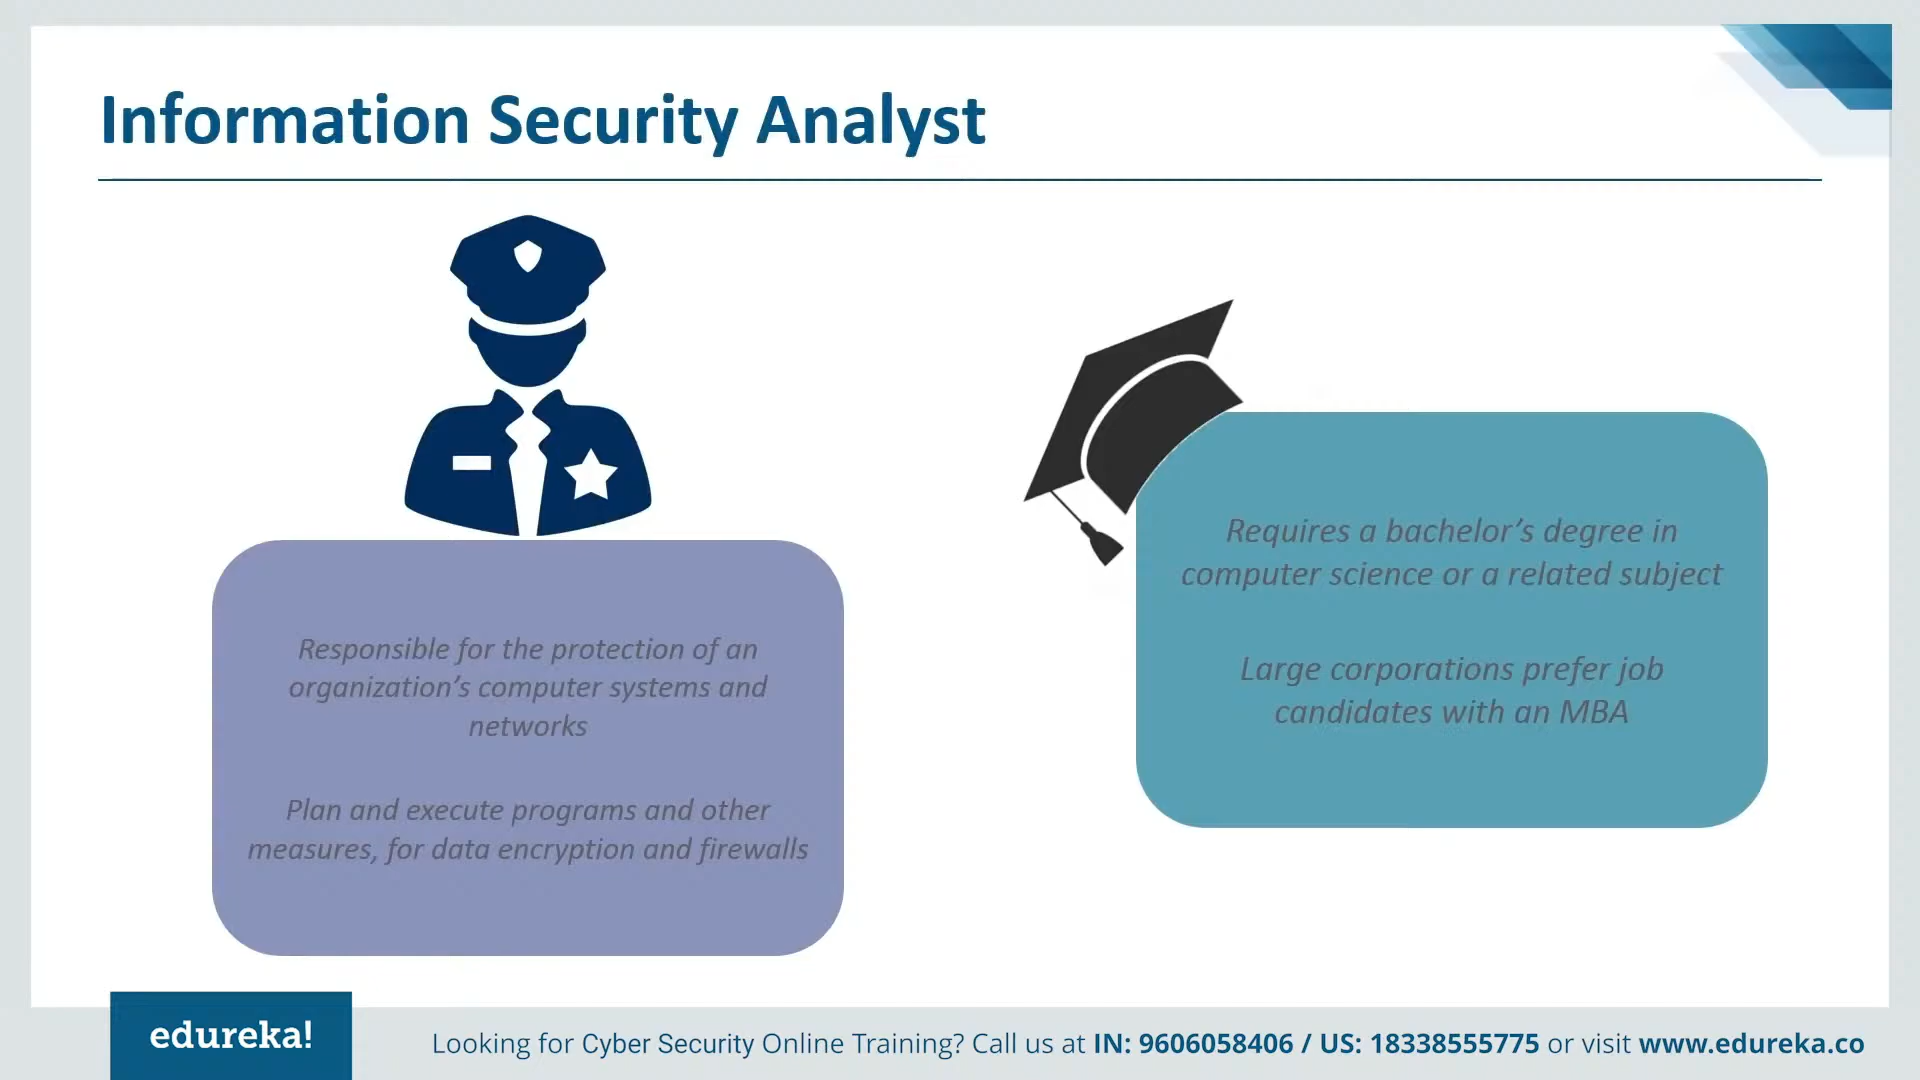 Information Security Analyst
Responsible for the protection of an
organization’s computer systems and
networks
Plan and execute programs and other
measures, for data encryption and firewalls
Requires a bachelor’s degree in
computer science or a related subject
Large corporations prefer job
candidates with an MBA
edureka!
Looking for Cyber Security Online Training? Call us at IN: 9606058406 / US: 18338555775 or visit www.edureka.co